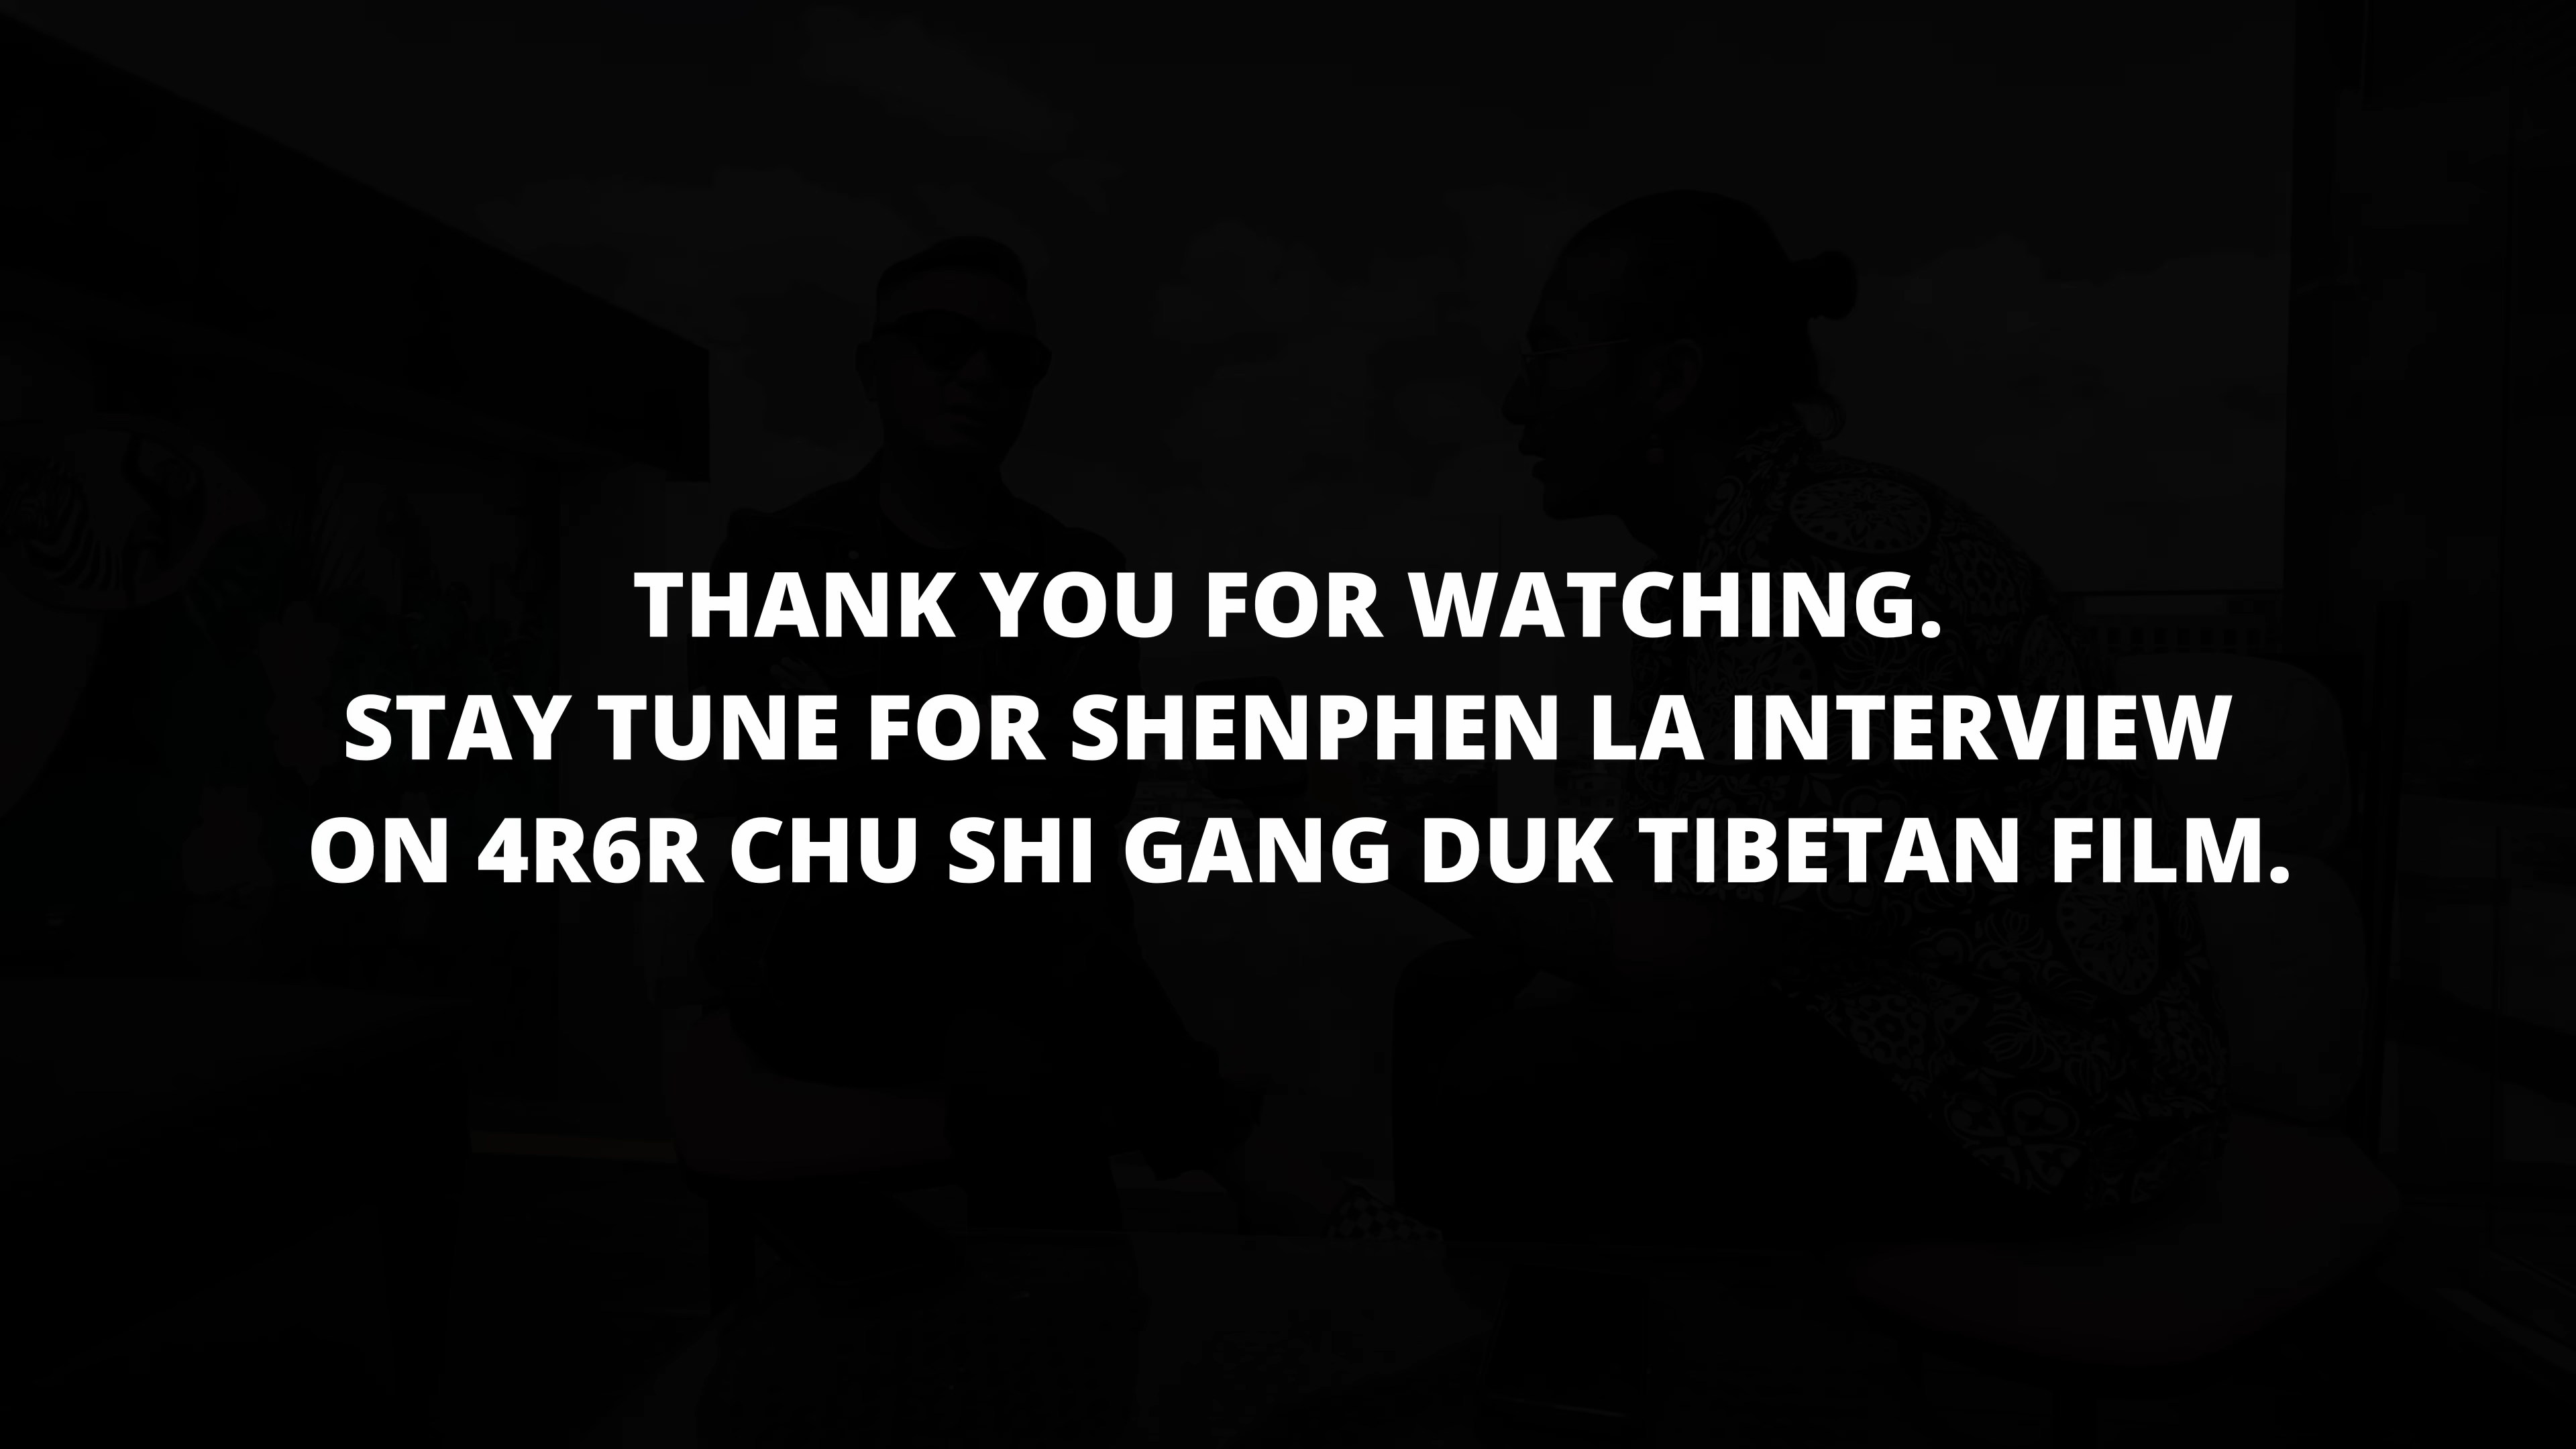 THANK YOU FOR WATCHING.
STAY TUNE FOR SHENPHEN LA INTERVIEW
ON 4R6R CHU SHI GANG DUK TIBETAN FILM.